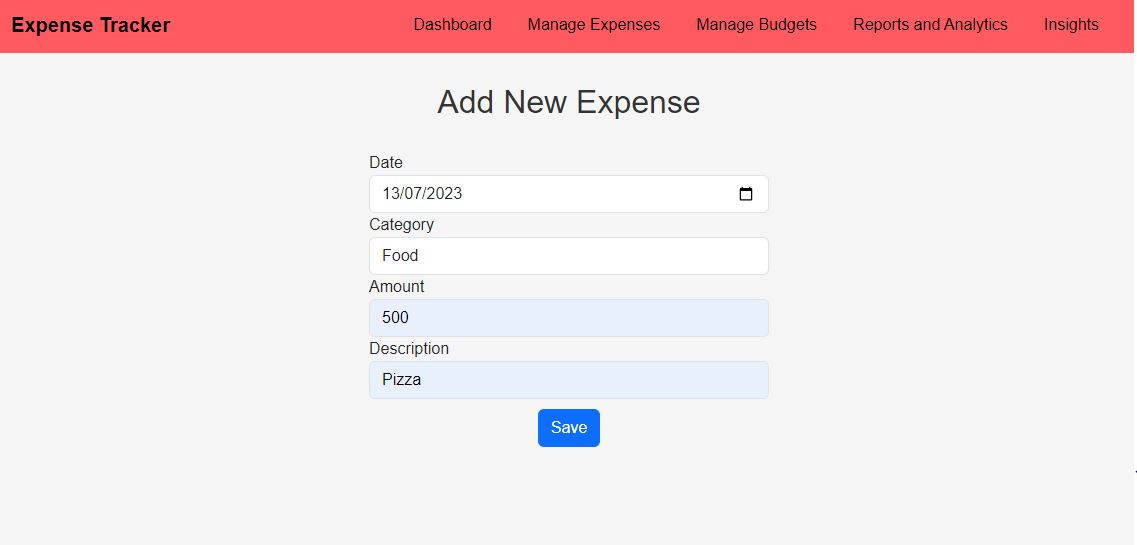 Expense Tracker Dashboard Manage Expenses Manage Budgets Reports and Analytics Insights
Add New Expense
Date
13/07/2023
Category
Food
Amount
500
Description
Pizza
Save